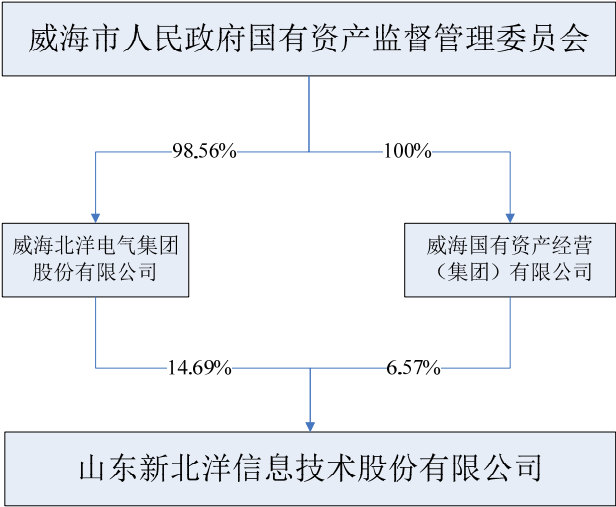 威海市人民政府国有资产监督管理委员会
98.56%
100%
威海北洋电气集团
股份有限公司
威海国有资产经营
（集团）有限公司
14.69%
6.57%
山东新北洋信息技术股份有限公司